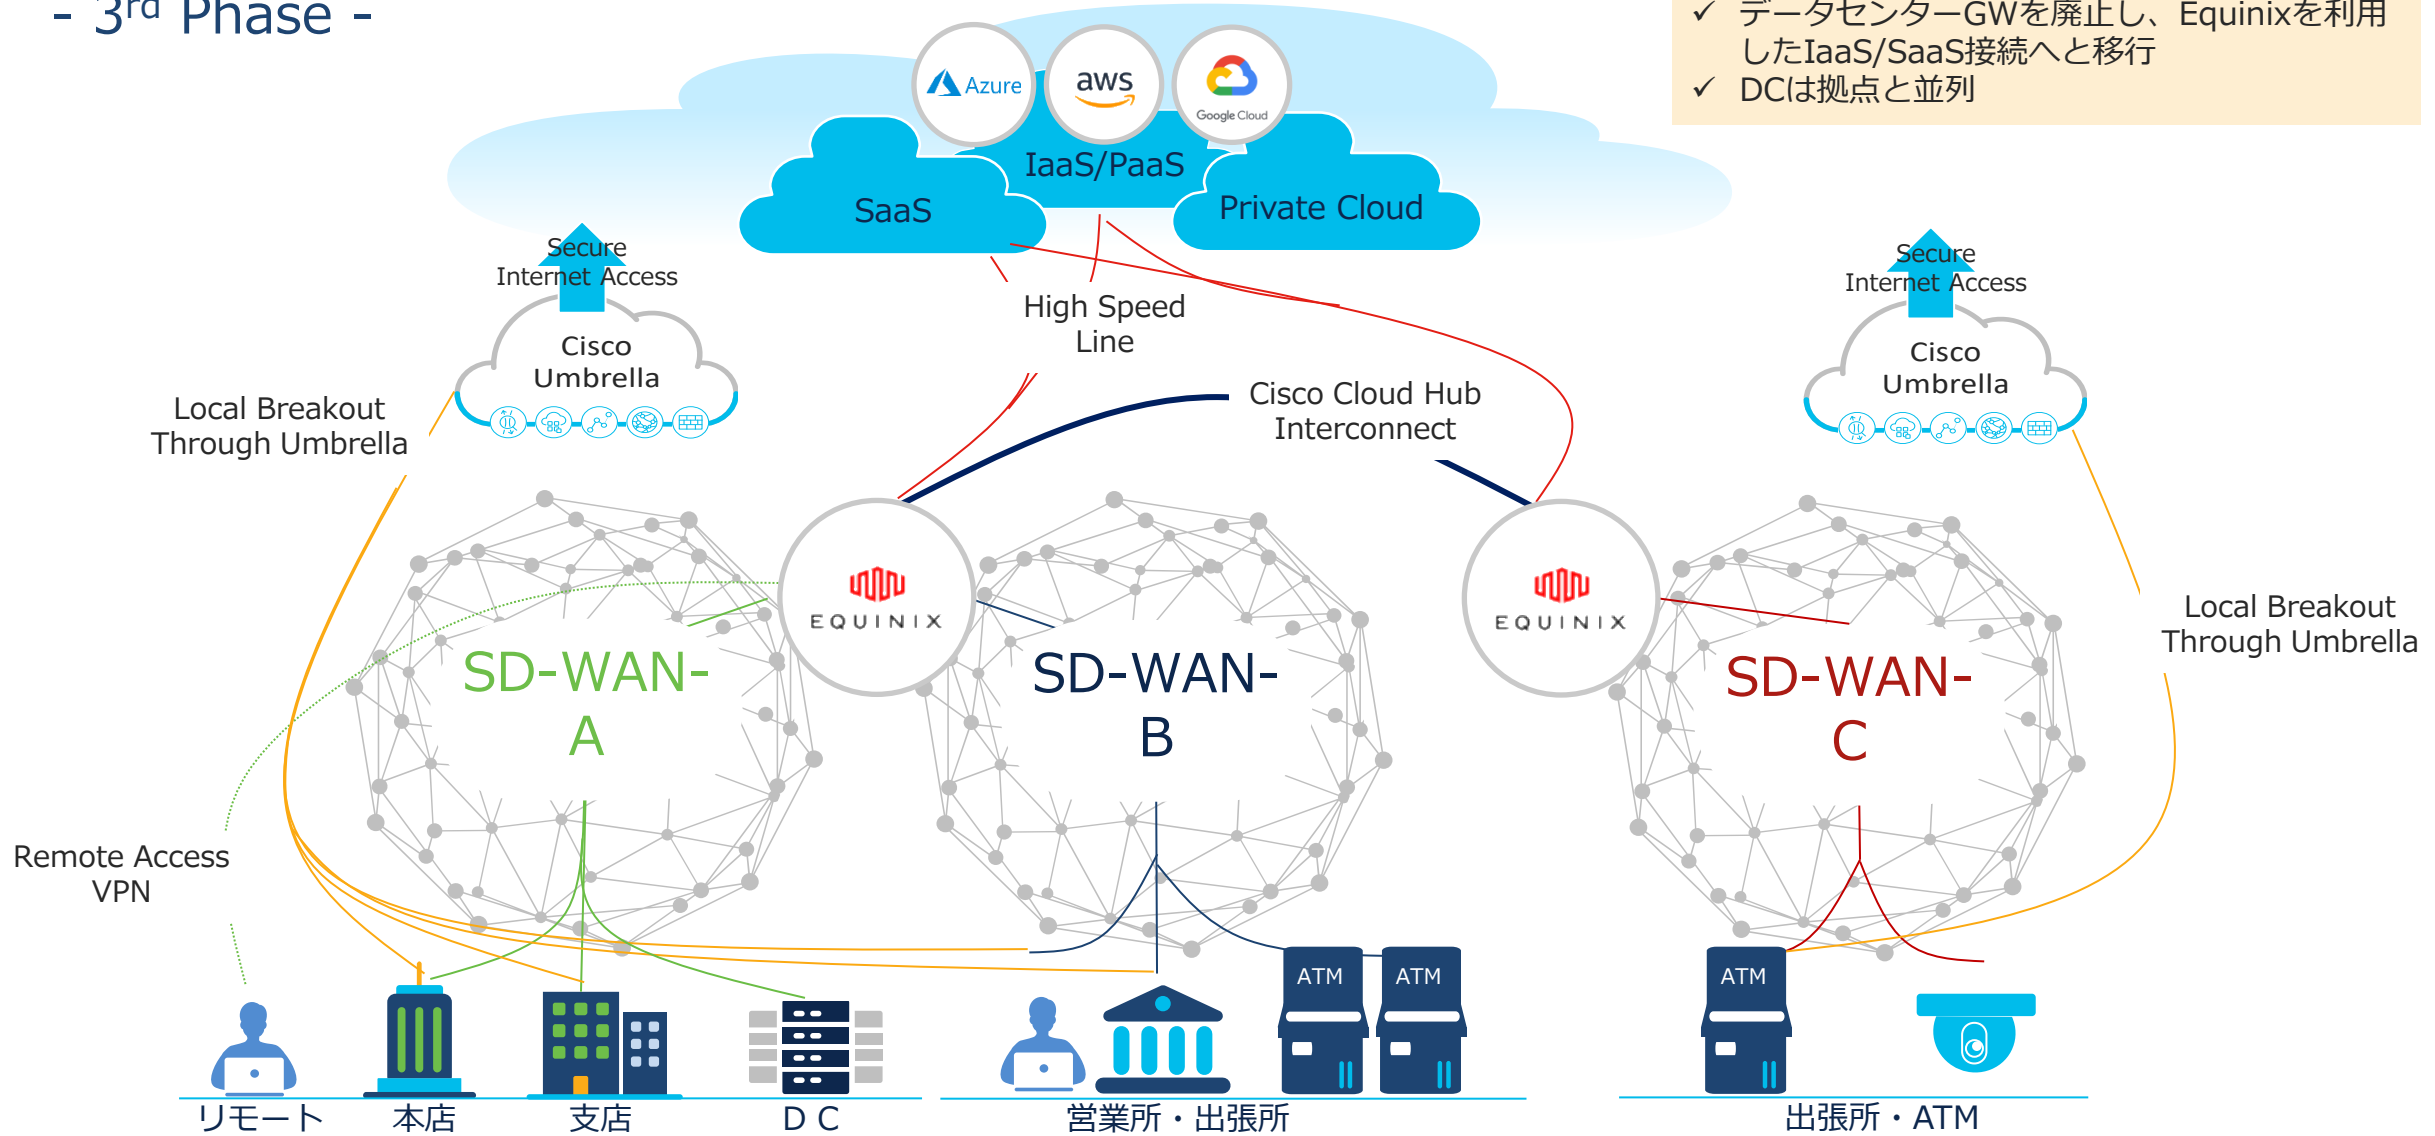 - 3rd Phase -
✓ データセンターGWを廃止し、Equinixを利用
したIaaS/SaaS接続へと移行
✓ DCは拠点と並列
Azure
aws
Google Cloud
IaaS/PaaS
SaaS
Private Cloud
Secure
Internet Access
Cisco
Umbrella
Secure
Internet Access
Cisco
Umbrella
High Speed
Line
Cisco Cloud Hub
Interconnect
Local Breakout
Through Umbrella
Local Breakout
Through Umbrella
EQUINIX
EQUINIX
SD-WAN-
A
SD-WAN-
B
SD-WAN-
C
Remote Access
VPN
ATM
ATM
ATM
リモート
本店
支店
ＤＣ
営業所・出張所
出張所・ATM